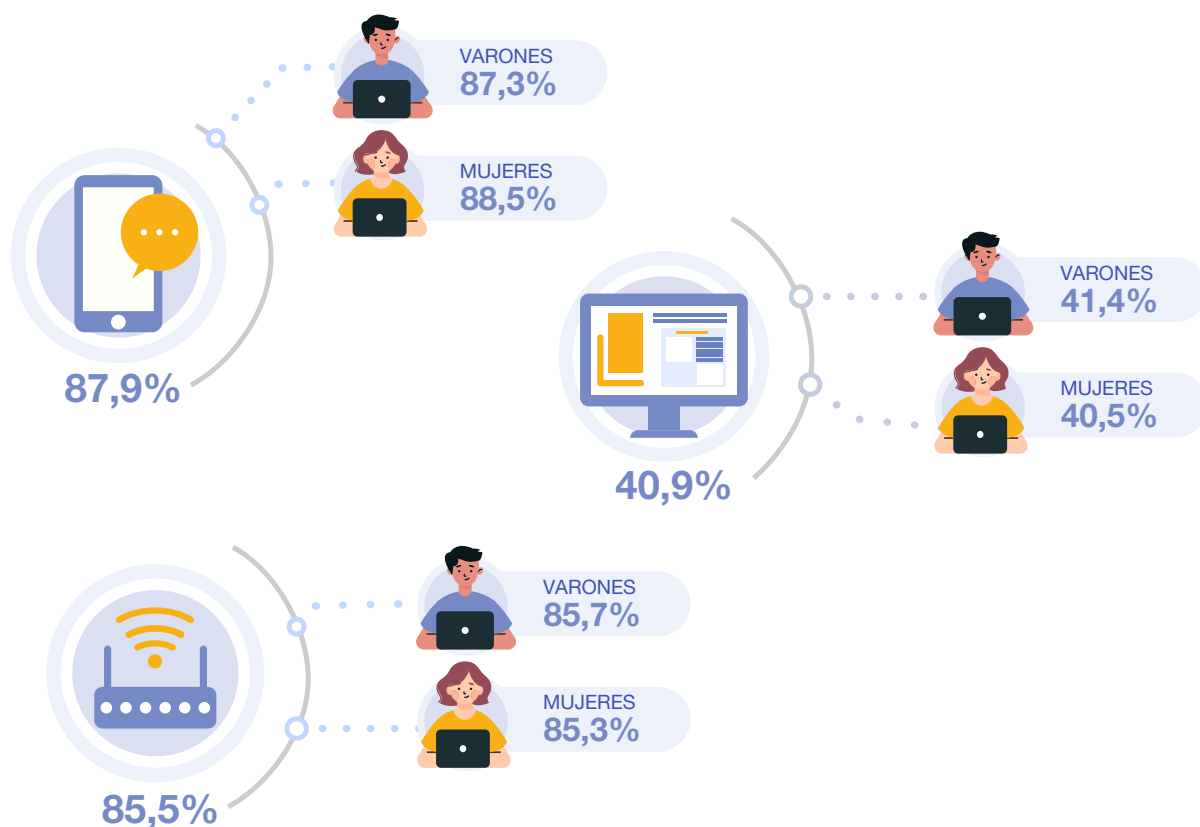 VARONES
87,3%
MUJERES
88,5%
87,9%
VARONES
41,4%
MUJERES
40,5%
40,9%
VARONES
85,7%
MUJERES
85,3%
85,5%